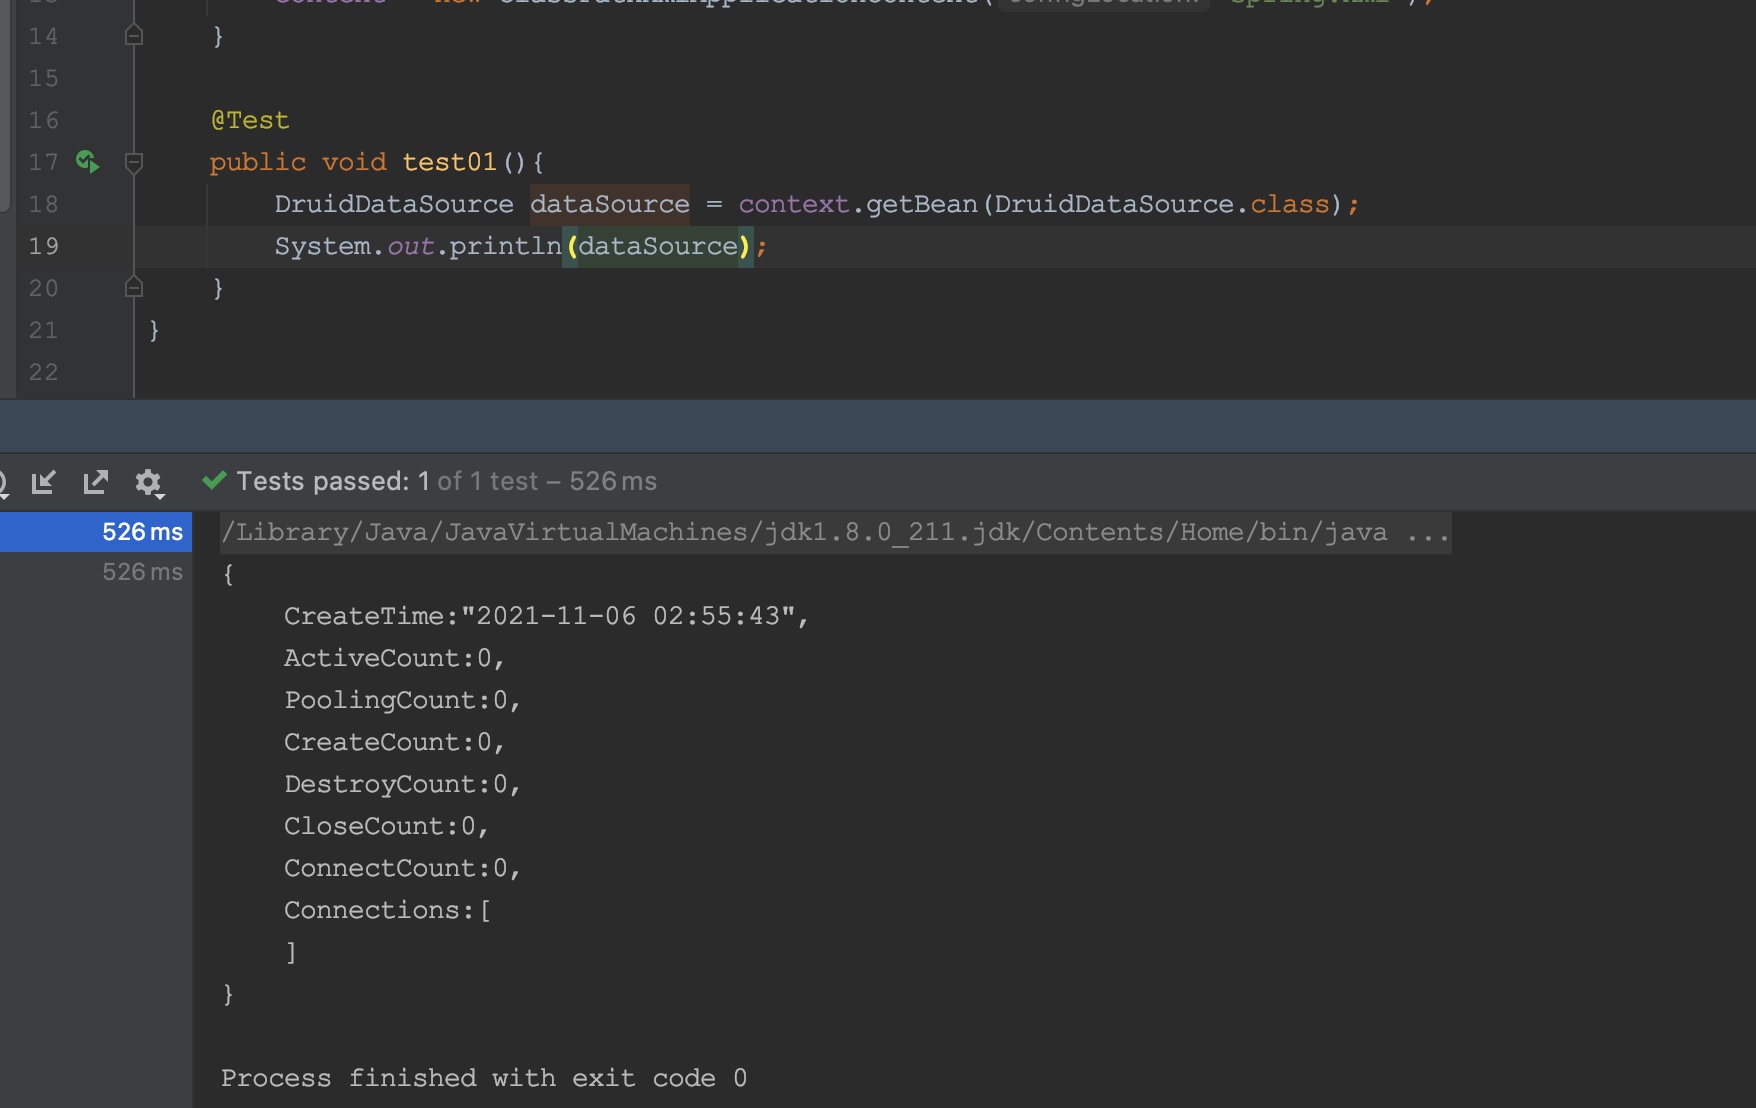 14 }
15
16 @Test
17 public void test01(){
18 DruidDataSource dataSource = context.getBean(DruidDataSource.class);
19 System.out.println(dataSource);
20 }
21 }
22
Tests passed: 1 of 1 test – 526 ms
526 ms /Library/Java/JavaVirtualMachines/jdk1.8.0_211.jdk/Contents/Home/bin/java ...
526 ms {
CreateTime:"2021-11-06 02:55:43",
ActiveCount:0,
PoolingCount:0,
CreateCount:0,
DestroyCount:0,
CloseCount:0,
ConnectCount:0,
Connections:[
]
}
Process finished with exit code 0